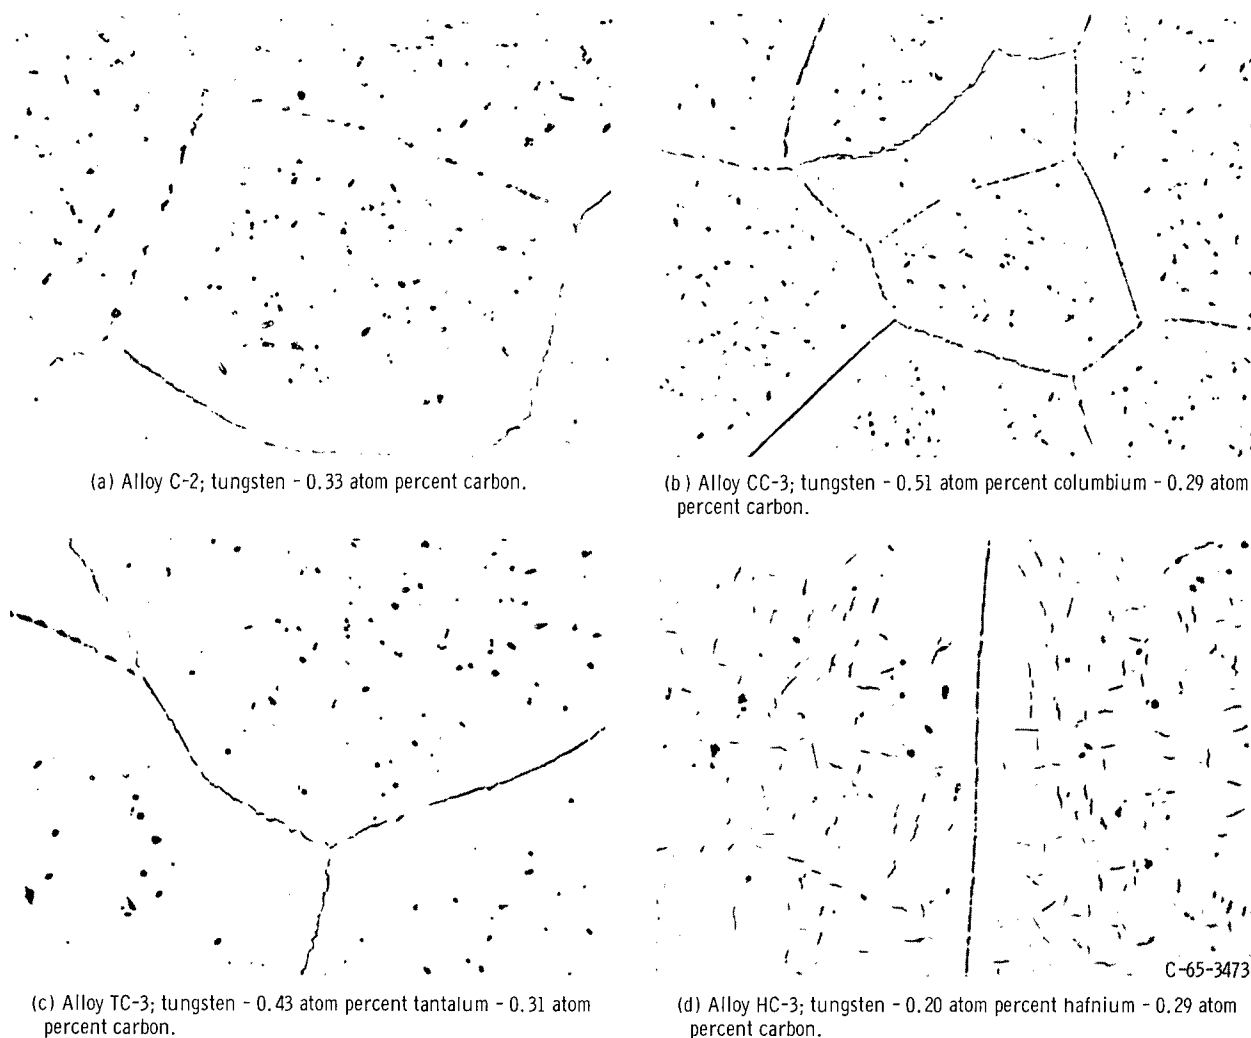 (a) Alloy C-2; tungsten - 0.33 atom percent carbon.
(b) Alloy CC-3; tungsten - 0.51 atom percent columbium - 0.29 atom
percent carbon.
C-65-3473
(c) Alloy TC-3; tungsten - 0.43 atom percent tantalum - 0.31 atom
percent carbon.
(d) Alloy HC-3; tungsten - 0.20 atom percent hafnium - 0.29 atom
percent carbon.